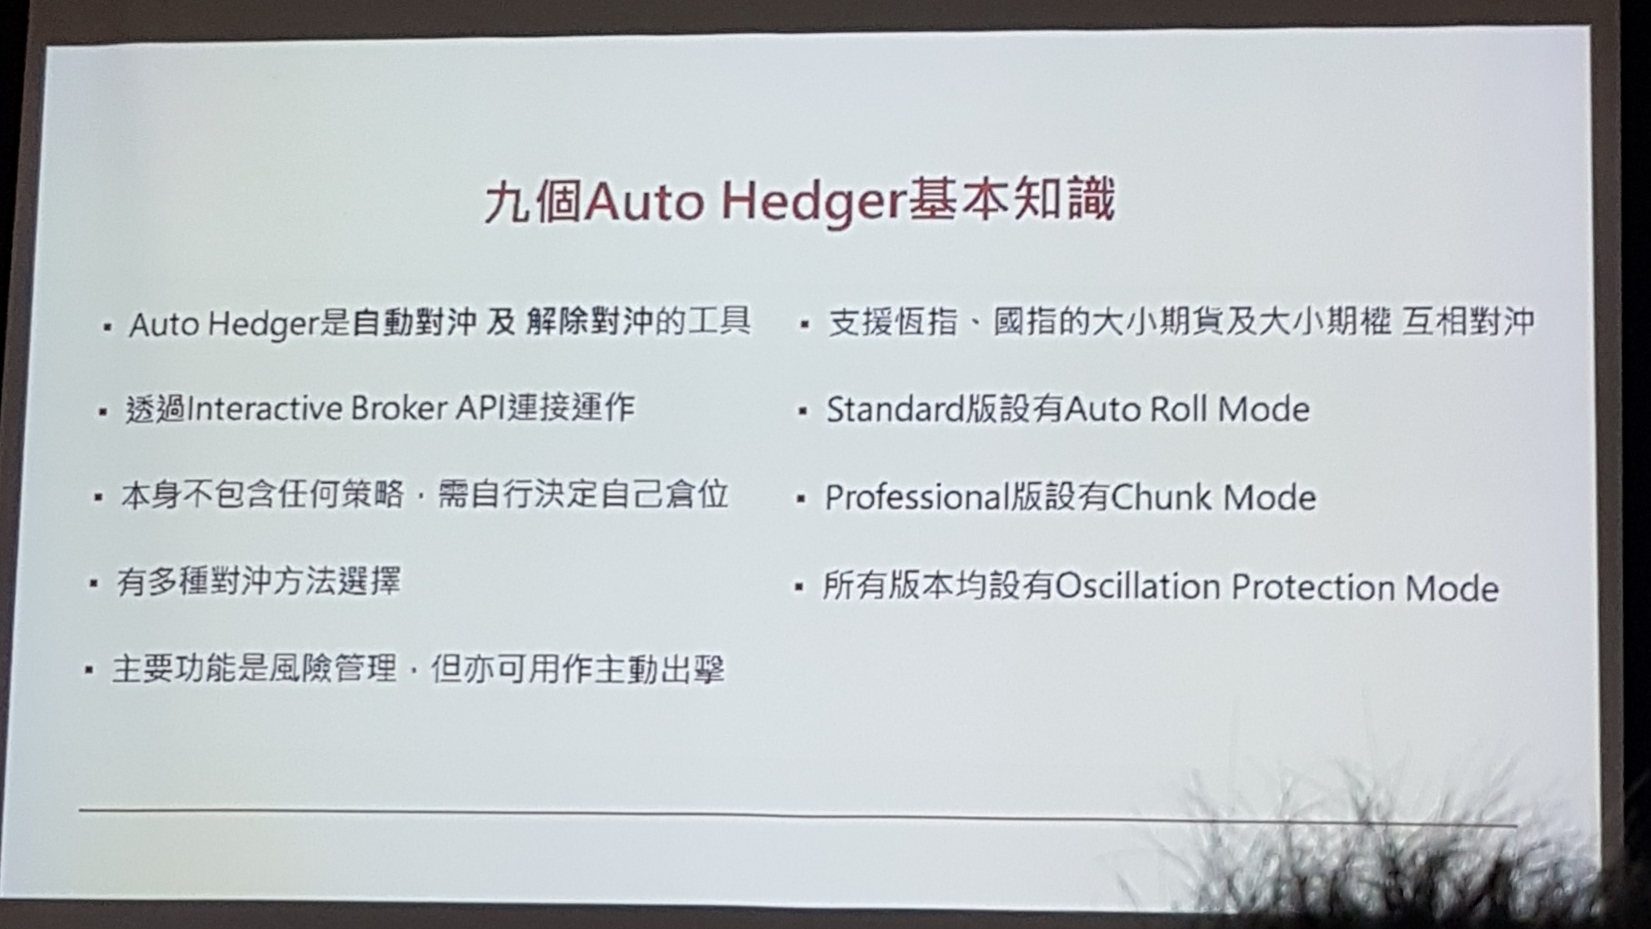 九個Auto Hedger基本知識
▪ Auto Hedger是自動對沖 及 解除對沖的工具
▪ 透過Interactive Broker API連接運作
▪ 本身不包含任何策略，需自行決定自己倉位
▪ 有多種對沖方法選擇
▪ 主要功能是風險管理，但亦可用作主動出擊
▪ 支援恆指、國指的大小期貨及大小期權 互相對沖
▪ Standard版設有Auto Roll Mode
▪ Professional版設有Chunk Mode
▪ 所有版本均設有Oscillation Protection Mode